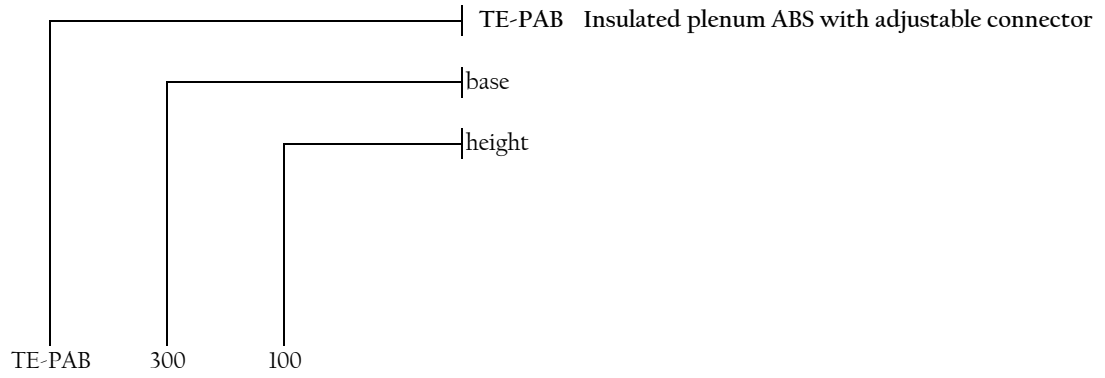 TE-PAB Insulated plenum ABS with adjustable connector
base
height
TE-PAB 300 100